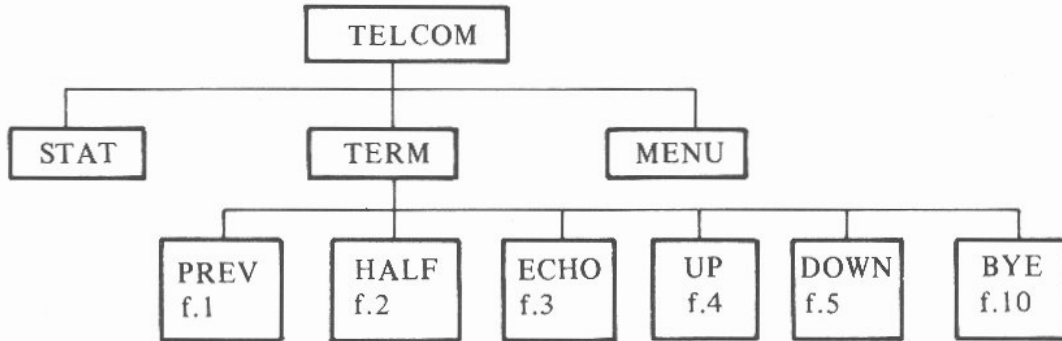 TELCOM
STAT TERM MENU
PREV HALF ECHO UP DOWN BYE
f.1 f.2 f.3 f.4 f.5 f.10